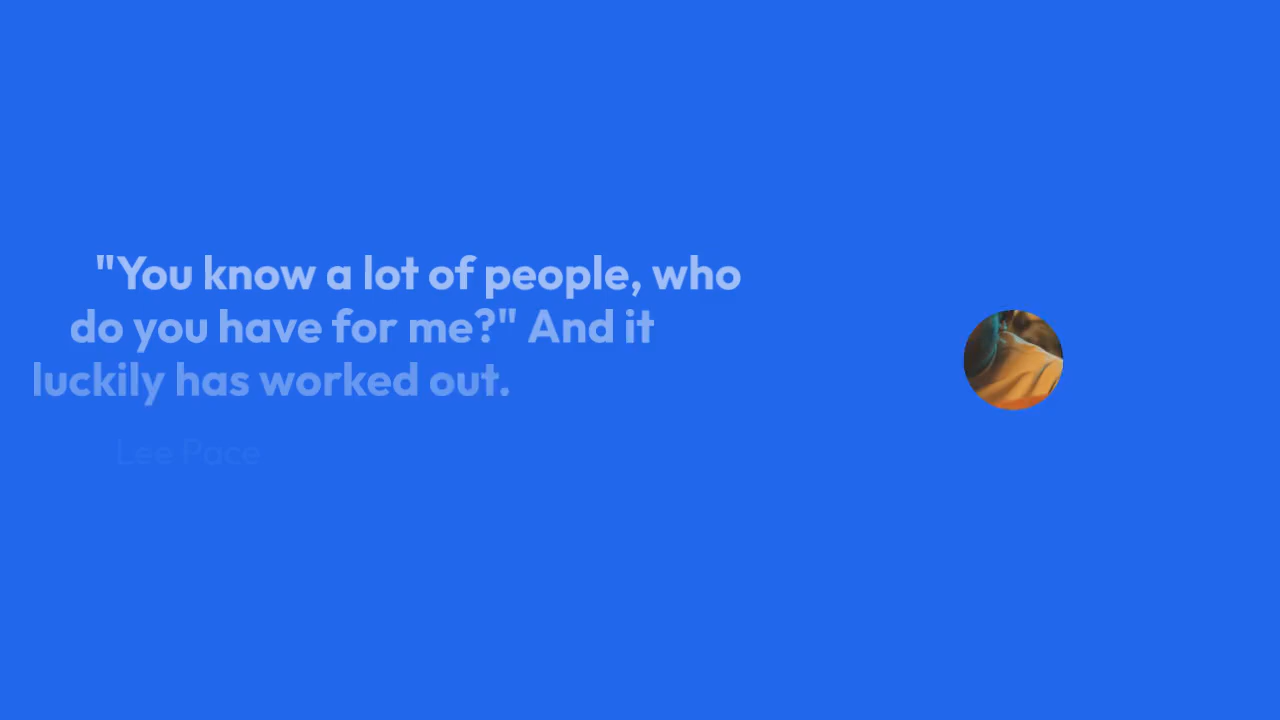 "You know a lot of people, who
do you have for me?" And it
luckily has worked out.
Lee Pace